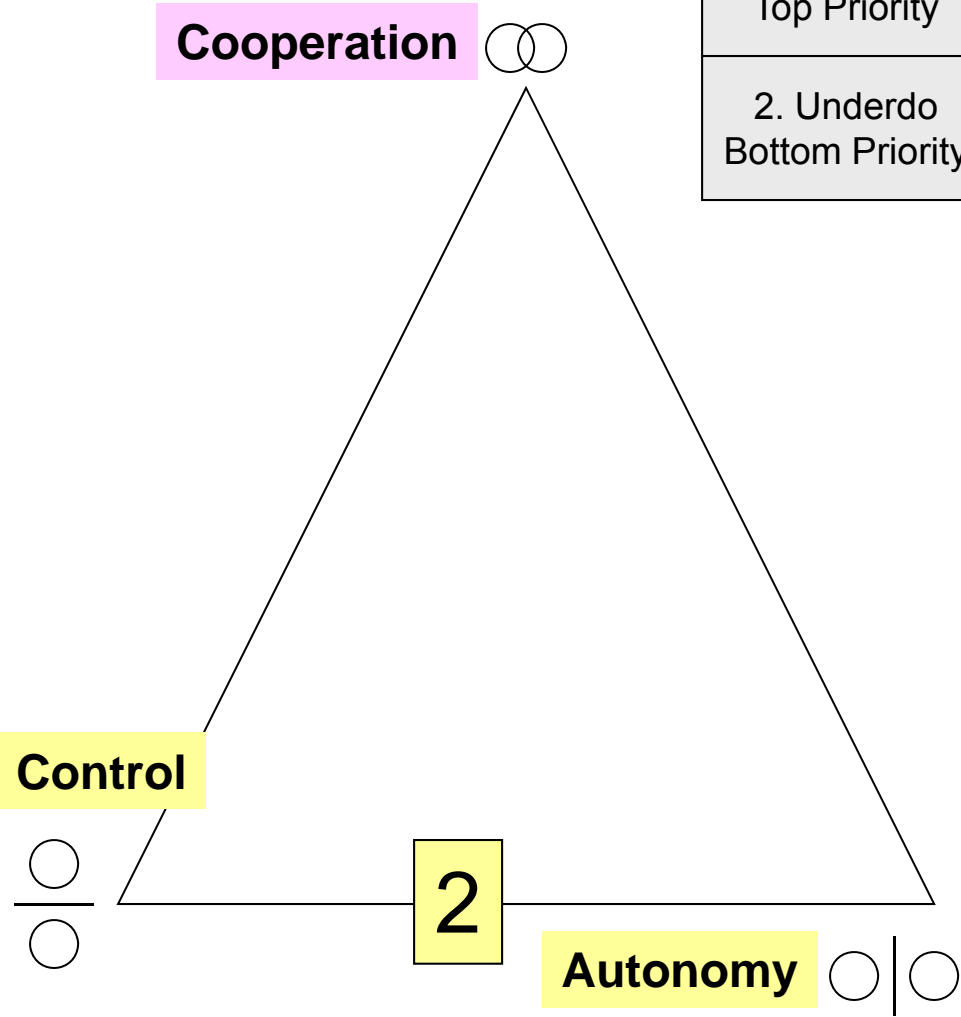 Cooperation
Top Priority
2. Underdo
Bottom Priority
Control
2
Autonomy